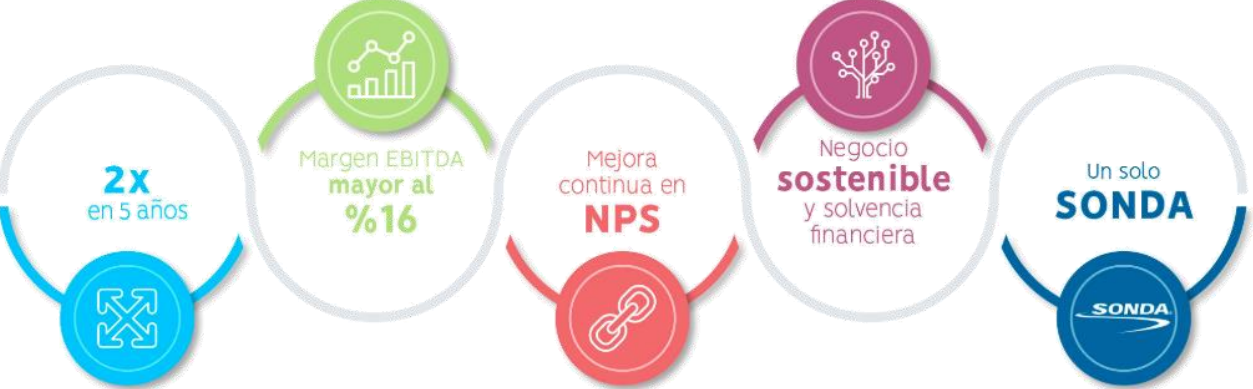 2x
en 5 años
Margen EBITDA
mayor al
%16
Mejora
continua en
NPS
Negocio
sostenible
y solvencia
financiera
Un solo
SONDA
SONDA